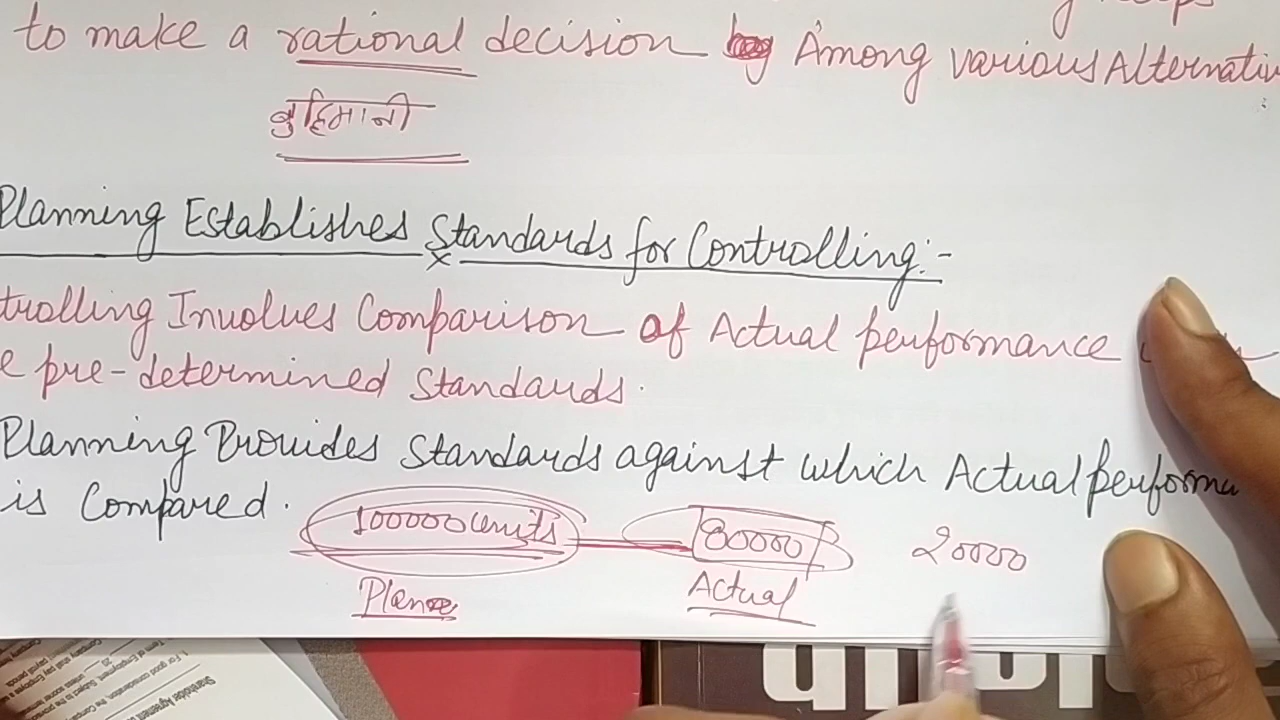 to make a rational decision Among various Alternativ
बुद्धिमानी
Planning Establishes Standards for Controlling:-
trolling Involves Comparison of Actual performance
e pre-determined Standards.
Planning Provides Standards against which Actual performa
is Compared.
100000 units 80000 20000
Plan Actual